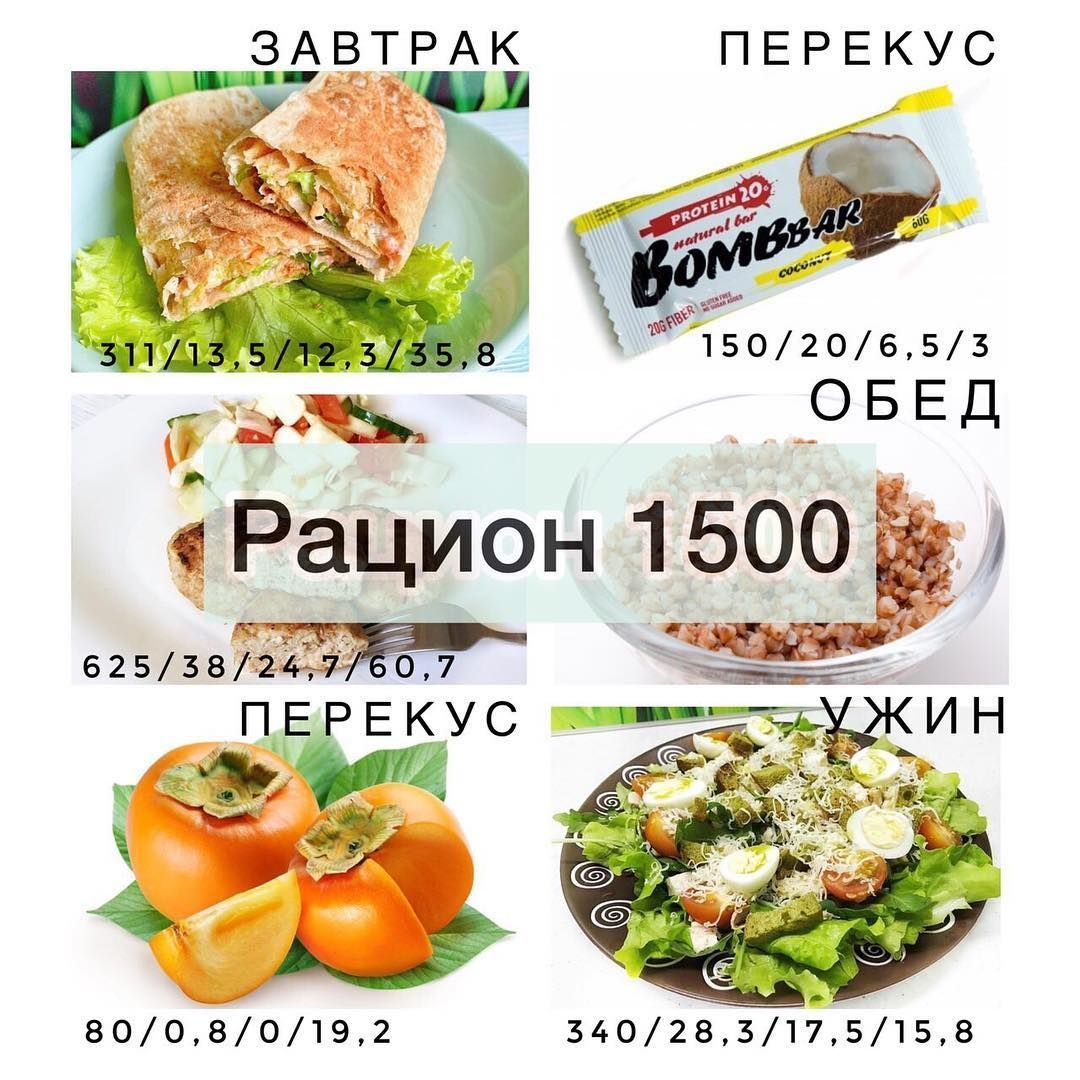 ЗАВТРАК
311/13,5/12,3/35,8
ПЕРЕКУС
PROTEIN 20
natural bar
BOMBBAR
COCONUT
60G
20G FIBER
GLUTEN FREE
NO SUGAR ADDED
150/20/6,5/3
ОБЕД
Рацион 1500
625/38/24,7/60,7
ПЕРЕКУС
80/0,8/0/19,2
УЖИН
340/28,3/17,5/15,8